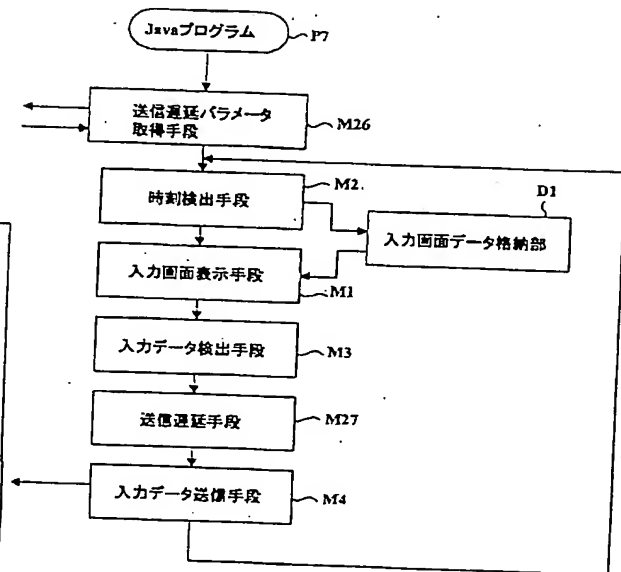 Javaプログラム
P7
送信遅延パラメータ
取得手段
M26
時刻検出手段
M2
D1
入力画面データ格納部
入力画面表示手段
M1
入力データ検出手段
M3
送信遅延手段
M27
入力データ送信手段
M4